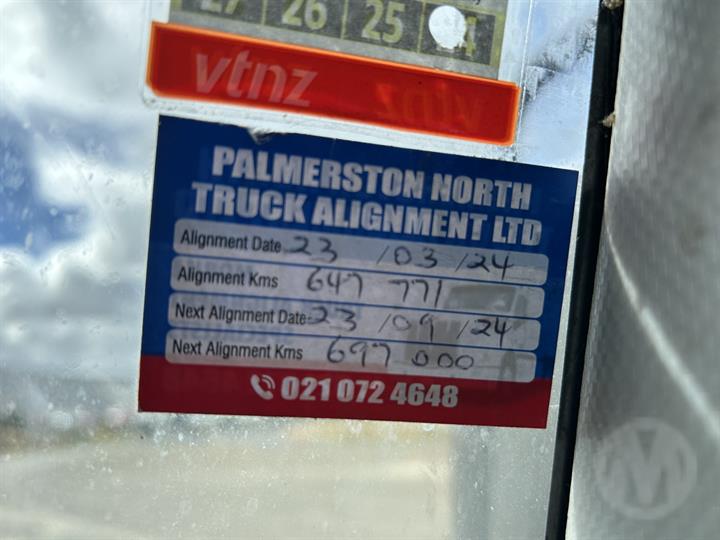 27 26 25 24
vtnz
PALMERSTON NORTH
TRUCK ALIGNMENT LTD
Alignment Date 23 /03 /24
Alignment Kms 647 771
Next Alignment Date 23 /09 /24
Next Alignment Kms 697 000
021 072 4648